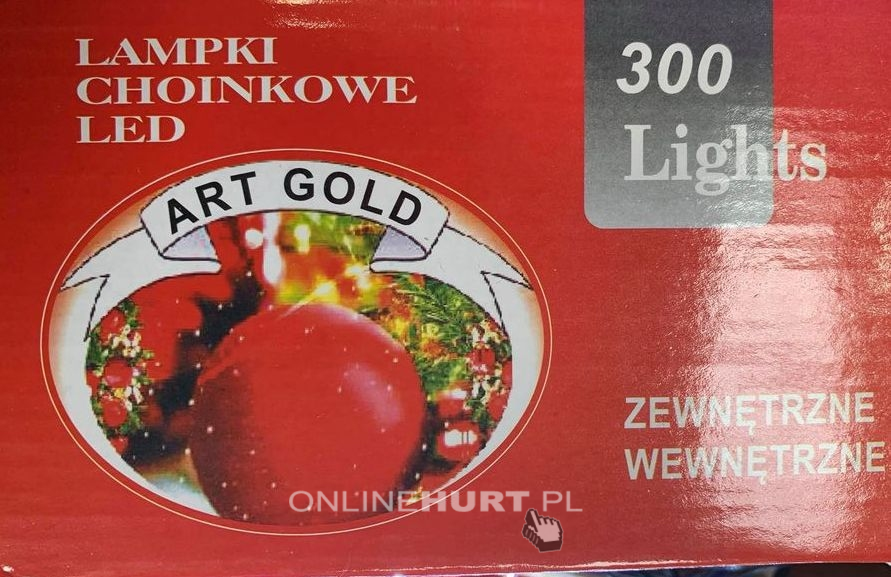 LAMPKI
CHOINKOWE
LED
300
Lights
ART GOLD
ZEWNĘTRZNE
WEWNĘTRZNE
ONLINEHURT PL